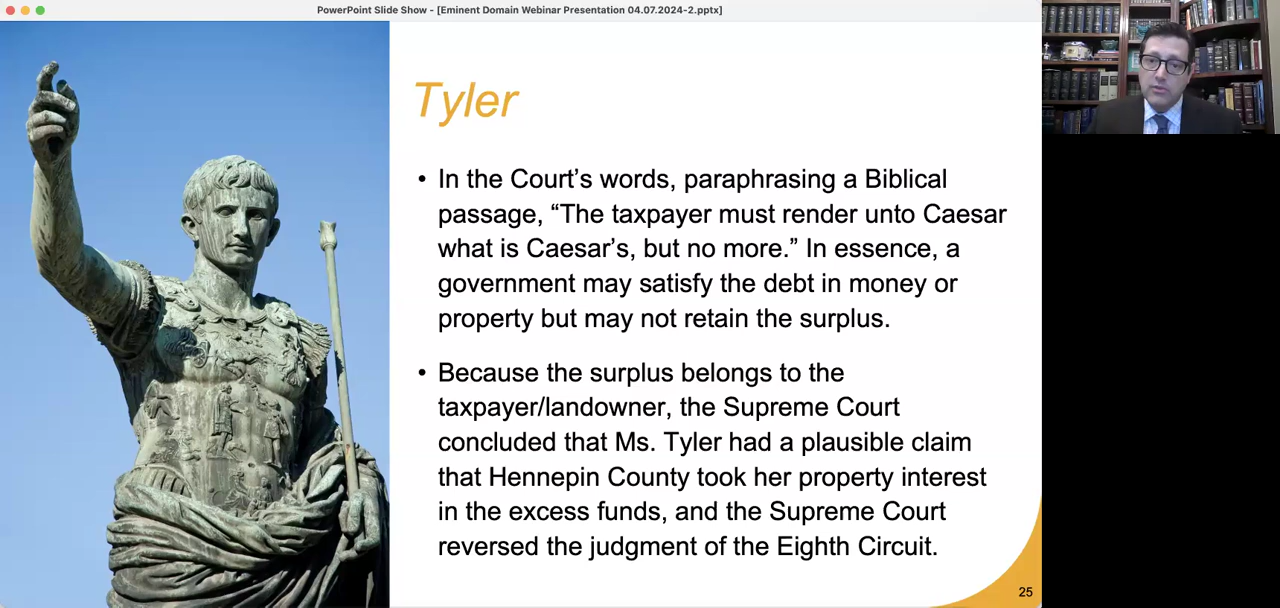 PowerPoint Slide Show - [Eminent Domain Webinar Presentation 04.07.2024-2.pptx]
Tyler
• In the Court’s words, paraphrasing a Biblical
passage, “The taxpayer must render unto Caesar
what is Caesar’s, but no more.” In essence, a
government may satisfy the debt in money or
property but may not retain the surplus.
• Because the surplus belongs to the
taxpayer/landowner, the Supreme Court
concluded that Ms. Tyler had a plausible claim
that Hennepin County took her property interest
in the excess funds, and the Supreme Court
reversed the judgment of the Eighth Circuit.
25